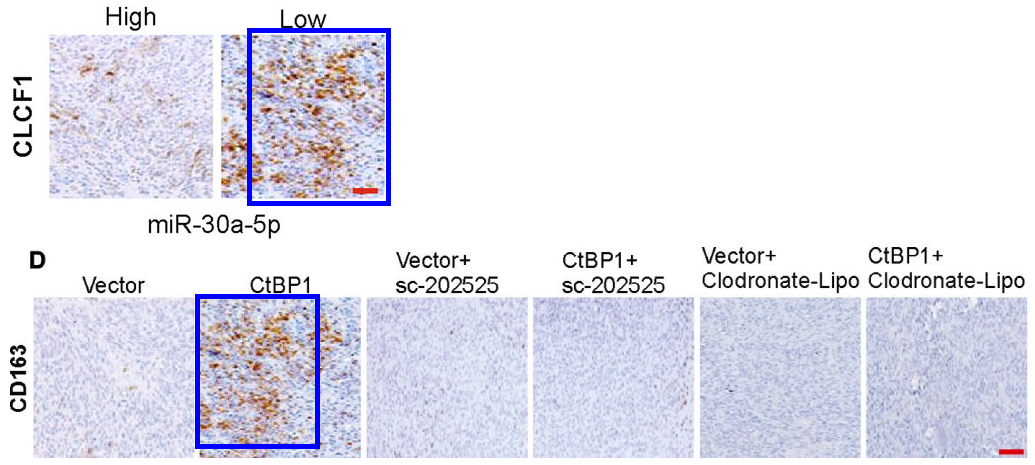 High Low
CLCF1
miR-30a-5p
D
Vector CtBP1 Vector+ sc-202525 CtBP1+ sc-202525 Vector+ Clodronate-Lipo CtBP1+ Clodronate-Lipo
CD163